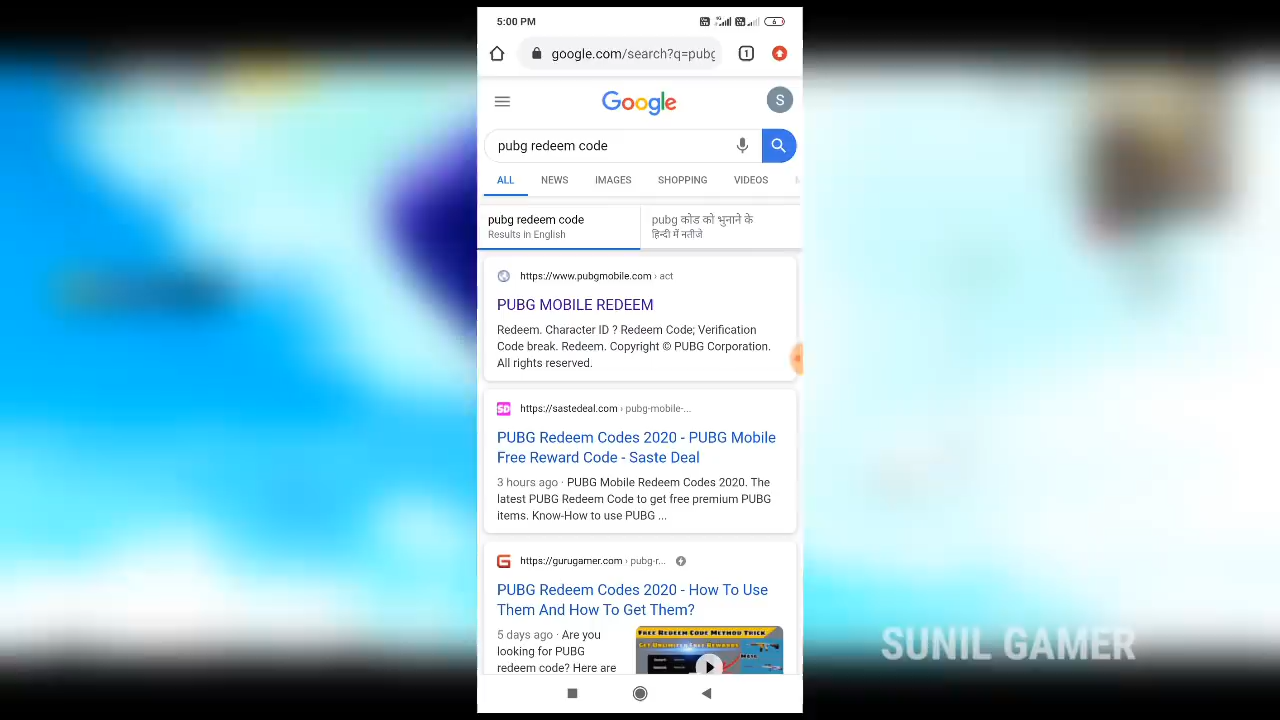 5:00 PM
6
google.com/search?q=pubg
1
Google
S
pubg redeem code
ALL NEWS IMAGES SHOPPING VIDEOS
pubg redeem code
Results in English
pubg कोड को भुनाने के
हिन्दी में नतीजे
https://www.pubgmobile.com › act
PUBG MOBILE REDEEM
Redeem. Character ID ? Redeem Code; Verification
Code break. Redeem. Copyright © PUBG Corporation.
All rights reserved.
SD
https://sastedeal.com › pubg-mobile-...
PUBG Redeem Codes 2020 - PUBG Mobile
Free Reward Code - Saste Deal
3 hours ago · PUBG Mobile Redeem Codes 2020. The
latest PUBG Redeem Code to get free premium PUBG
items. Know-How to use PUBG ...
G
https://gurugamer.com › pubg-r...
PUBG Redeem Codes 2020 - How To Use
Them And How To Get Them?
5 days ago · Are you
looking for PUBG
redeem code? Here are
FREE REDEEM CODE METHOD TRICK
GET UNLIMITED FREE REWARDS
SUNIL GAMER